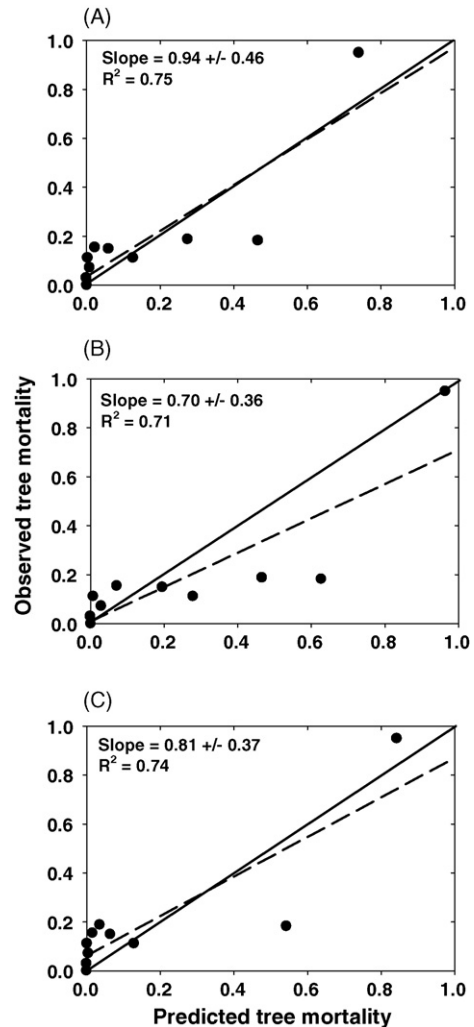 (A)
1.0
Slope = 0.94 +/- 0.46
R² = 0.75
0.8
0.6
0.4
0.2
0.0
0.0 0.2 0.4 0.6 0.8 1.0
(B)
1.0
Slope = 0.70 +/- 0.36
R² = 0.71
0.8
0.6
0.4
0.2
0.0
0.0 0.2 0.4 0.6 0.8 1.0
Observed tree mortality
(C)
1.0
Slope = 0.81 +/- 0.37
R² = 0.74
0.8
0.6
0.4
0.2
0.0
0.0 0.2 0.4 0.6 0.8 1.0
Predicted tree mortality